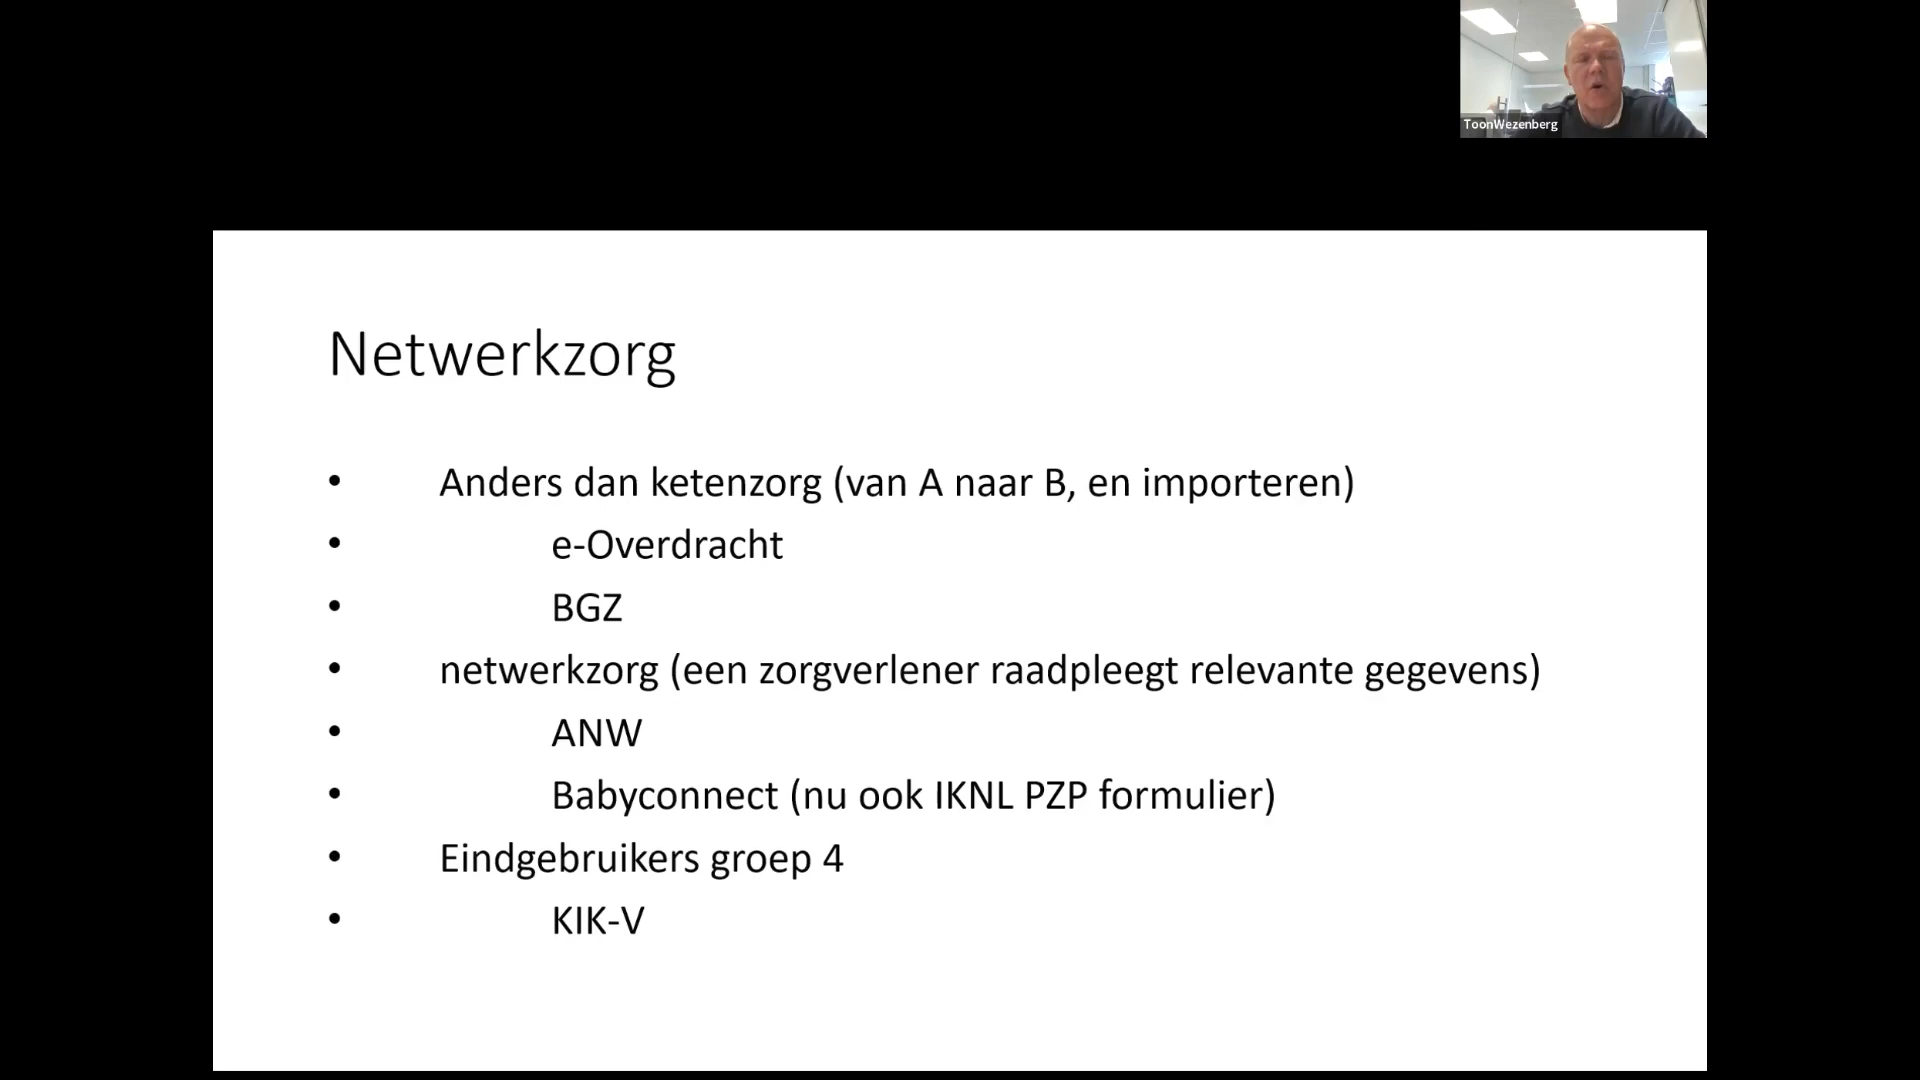 ToonWezenberg
Netwerkzorg
• Anders dan ketenzorg (van A naar B, en importeren)
• e-Overdracht
• BGZ
• netwerkzorg (een zorgverlener raadpleegt relevante gegevens)
• ANW
• Babyconnect (nu ook IKNL PZP formulier)
• Eindgebruikers groep 4
• KIK-V